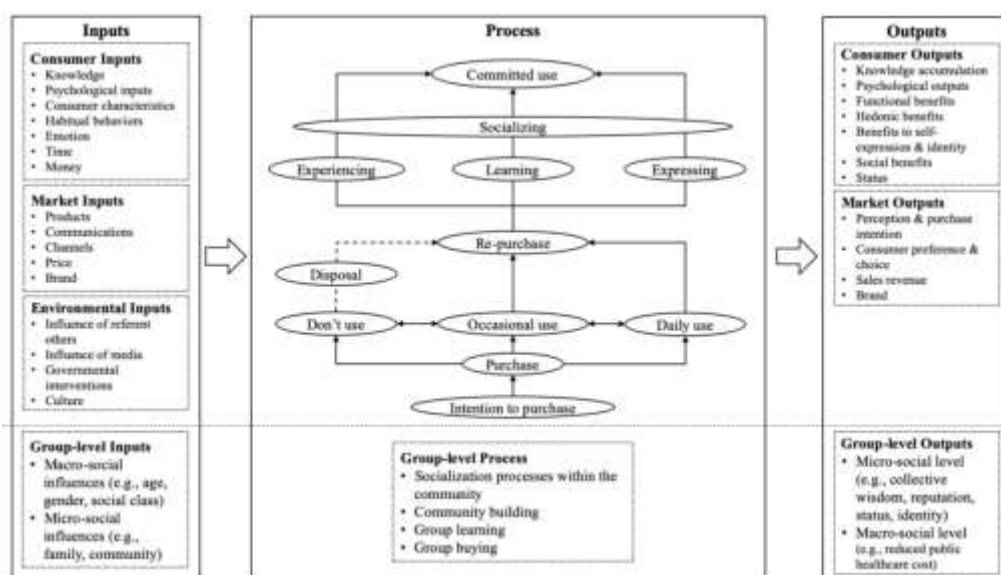 Inputs
Consumer Inputs
• Knowledge
• Psychological inputs
• Consumer characteristics
• Habitual behaviors
• Emotion
• Time
• Money
Market Inputs
• Products
• Communications
• Channels
• Price
• Brand
Environmental Inputs
• Influence of referent
others
• Influence of media
• Governmental
interventions
• Culture
Group-level Inputs
• Macro-social
influences (e.g., age,
gender, social class)
• Micro-social
influences (e.g.,
family, community)
Process
Committed use
Socializing
Experiencing
Learning
Expressing
Re-purchase
Disposal
Don't use
Occasional use
Daily use
Purchase
Intention to purchase
Group-level Process
• Socialization processes within the
community
• Community building
• Group learning
• Group buying
Outputs
Consumer Outputs
• Knowledge accumulation
• Psychological outputs
• Functional benefits
• Hedonic benefits
• Benefits to self-
expression & identity
• Social benefits
• Status
Market Outputs
• Perception & purchase
intention
• Consumer preference &
choice
• Sales revenue
• Brand
Group-level Outputs
• Micro-social level
(e.g., collective
wisdom, reputation,
status, identity)
• Macro-social level
(e.g., reduced public
healthcare cost)